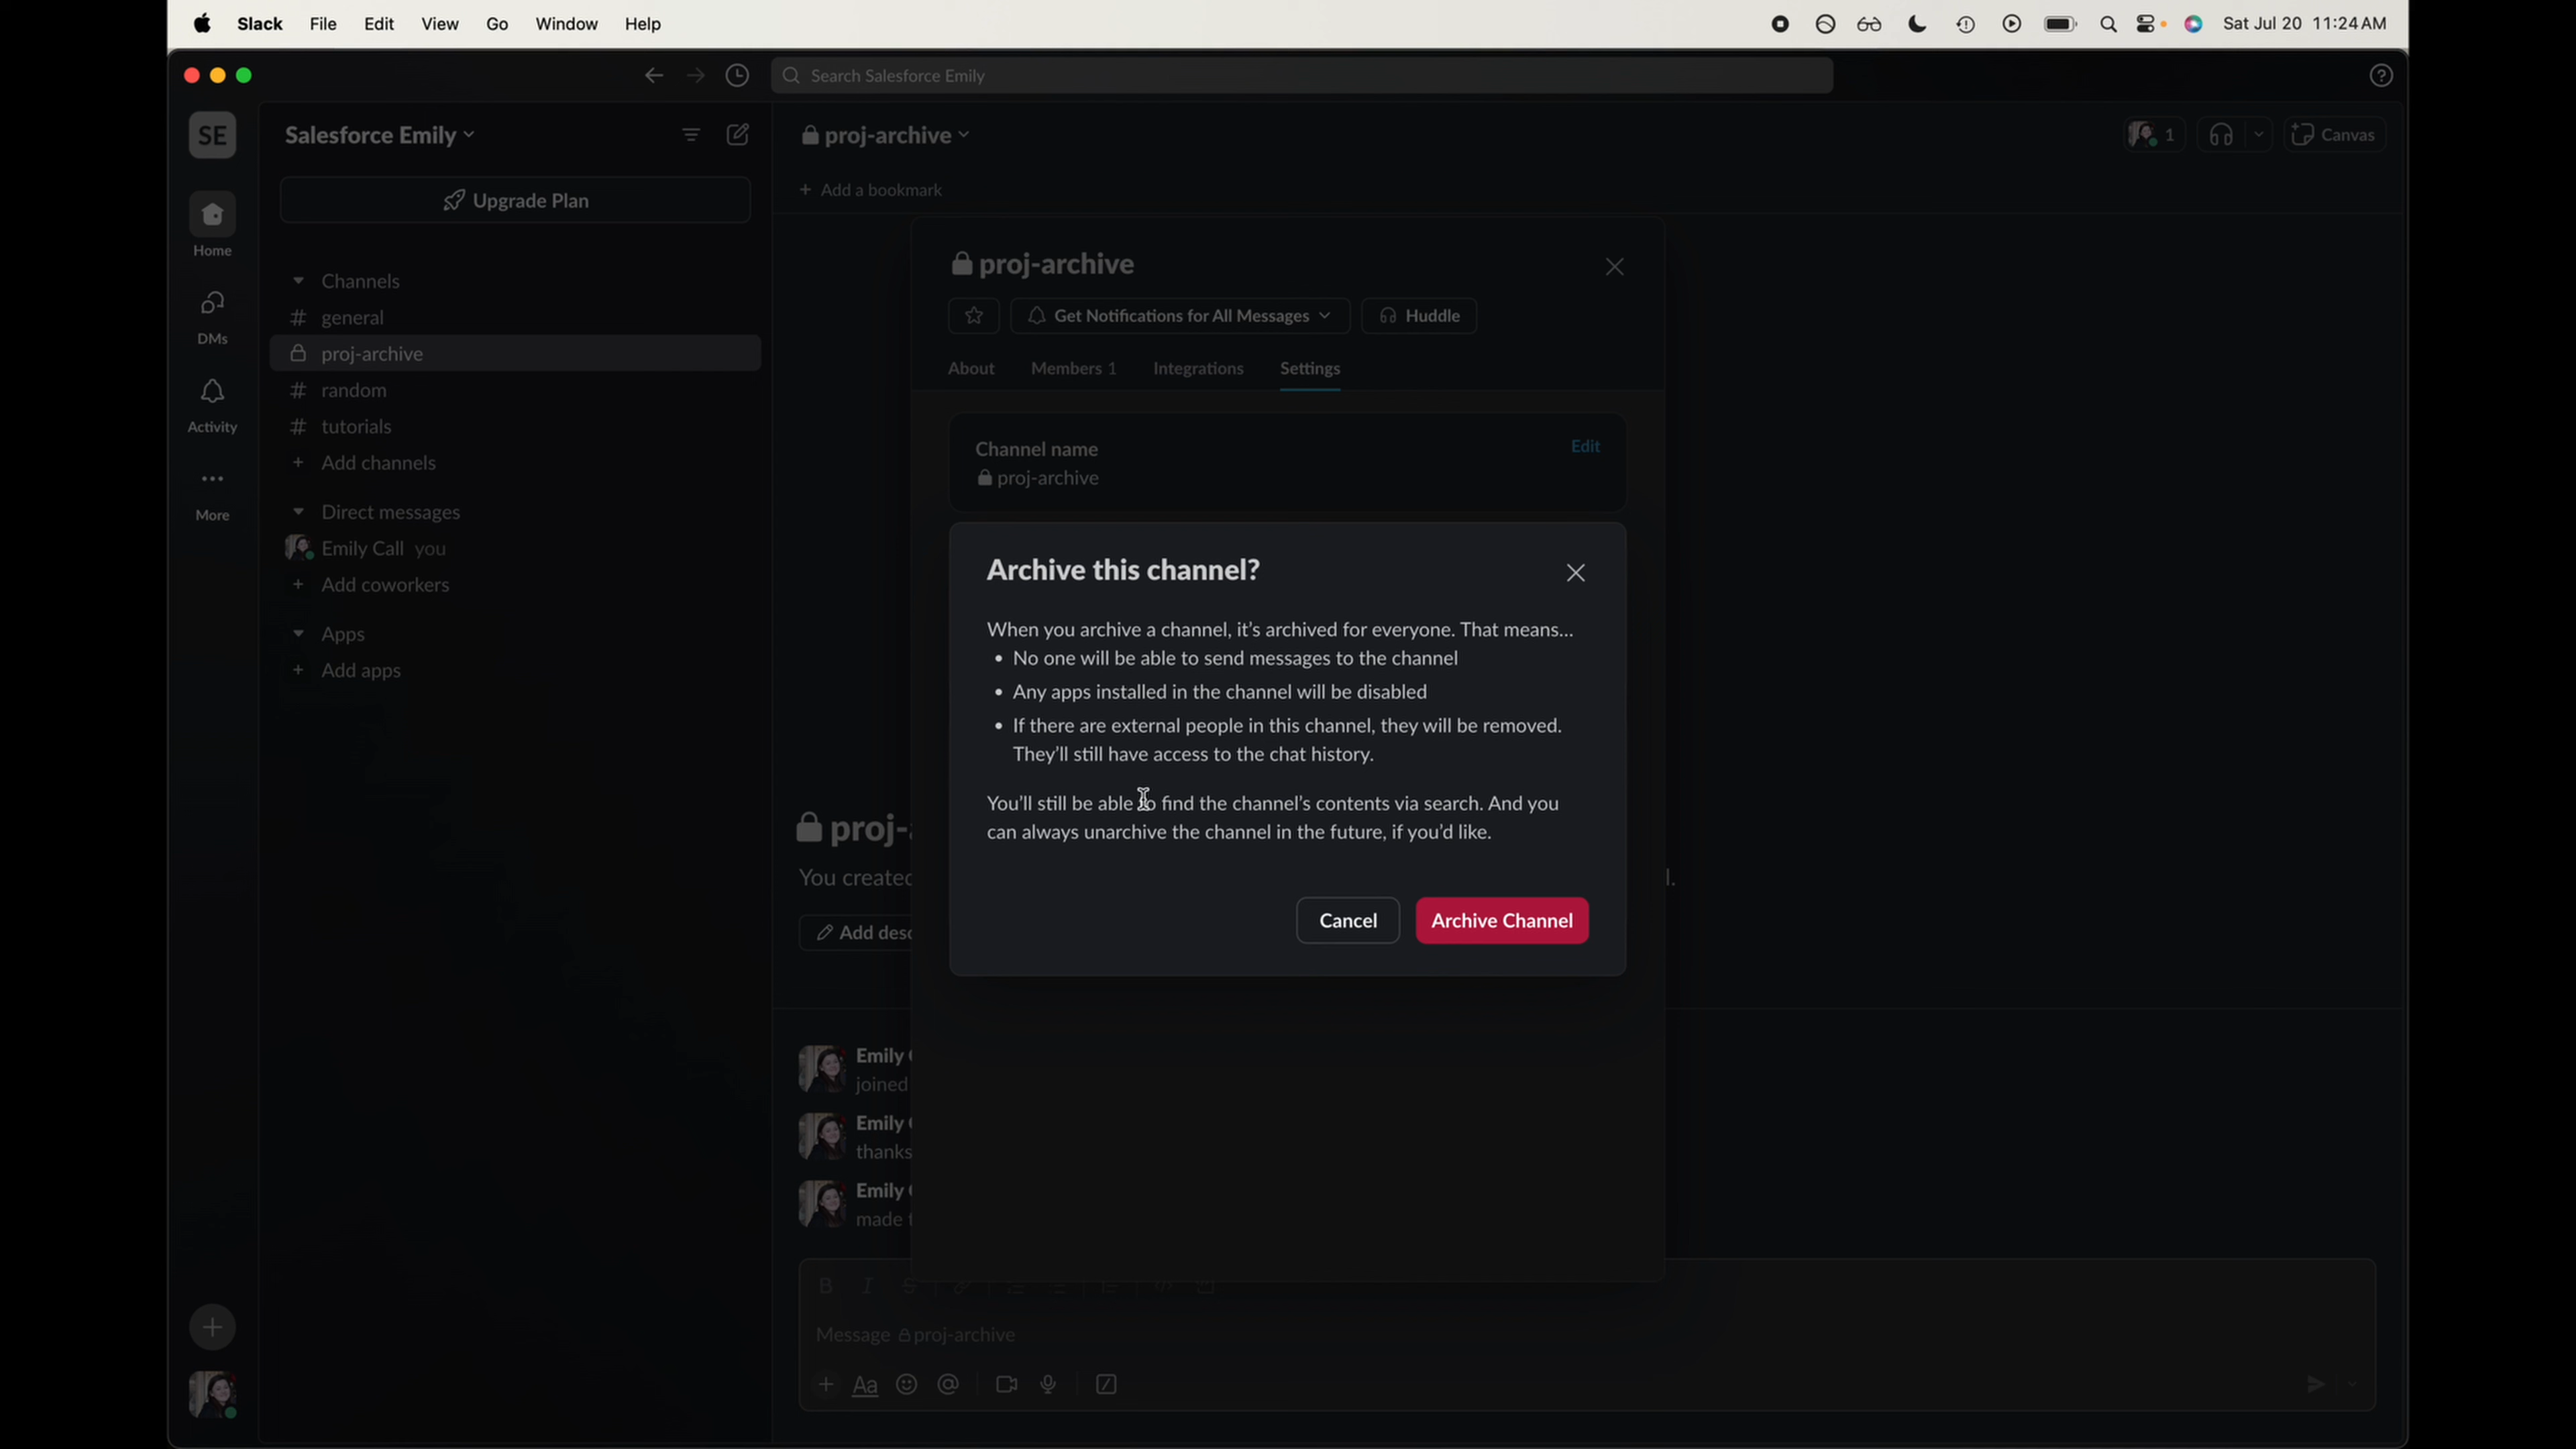 Slack File Edit View Go Window Help Sat Jul 20 11:24 AM
Search Salesforce Emily
SE
Salesforce Emily
proj-archive
1
Canvas
Upgrade Plan
+ Add a bookmark
Home
proj-archive
Channels
# general
Get Notifications for All Messages
Huddle
DMs
proj-archive
About Members 1 Integrations Settings
# random
Activity
# tutorials
Channel name
Edit
+ Add channels
proj-archive
More
Direct messages
Emily Call you
+ Add coworkers
Apps
+ Add apps
Archive this channel?
When you archive a channel, it's archived for everyone. That means...
• No one will be able to send messages to the channel
• Any apps installed in the channel will be disabled
• If there are external people in this channel, they will be removed.
They'll still have access to the chat history.
You'll still be able to find the channel's contents via search. And you
can always unarchive the channel in the future, if you'd like.
Cancel
Archive Channel
proj-
You created
l.
Add desc
Emily
joined
Emily
thanks
Emily
made
B I S
Message proj-archive
+ Aa @